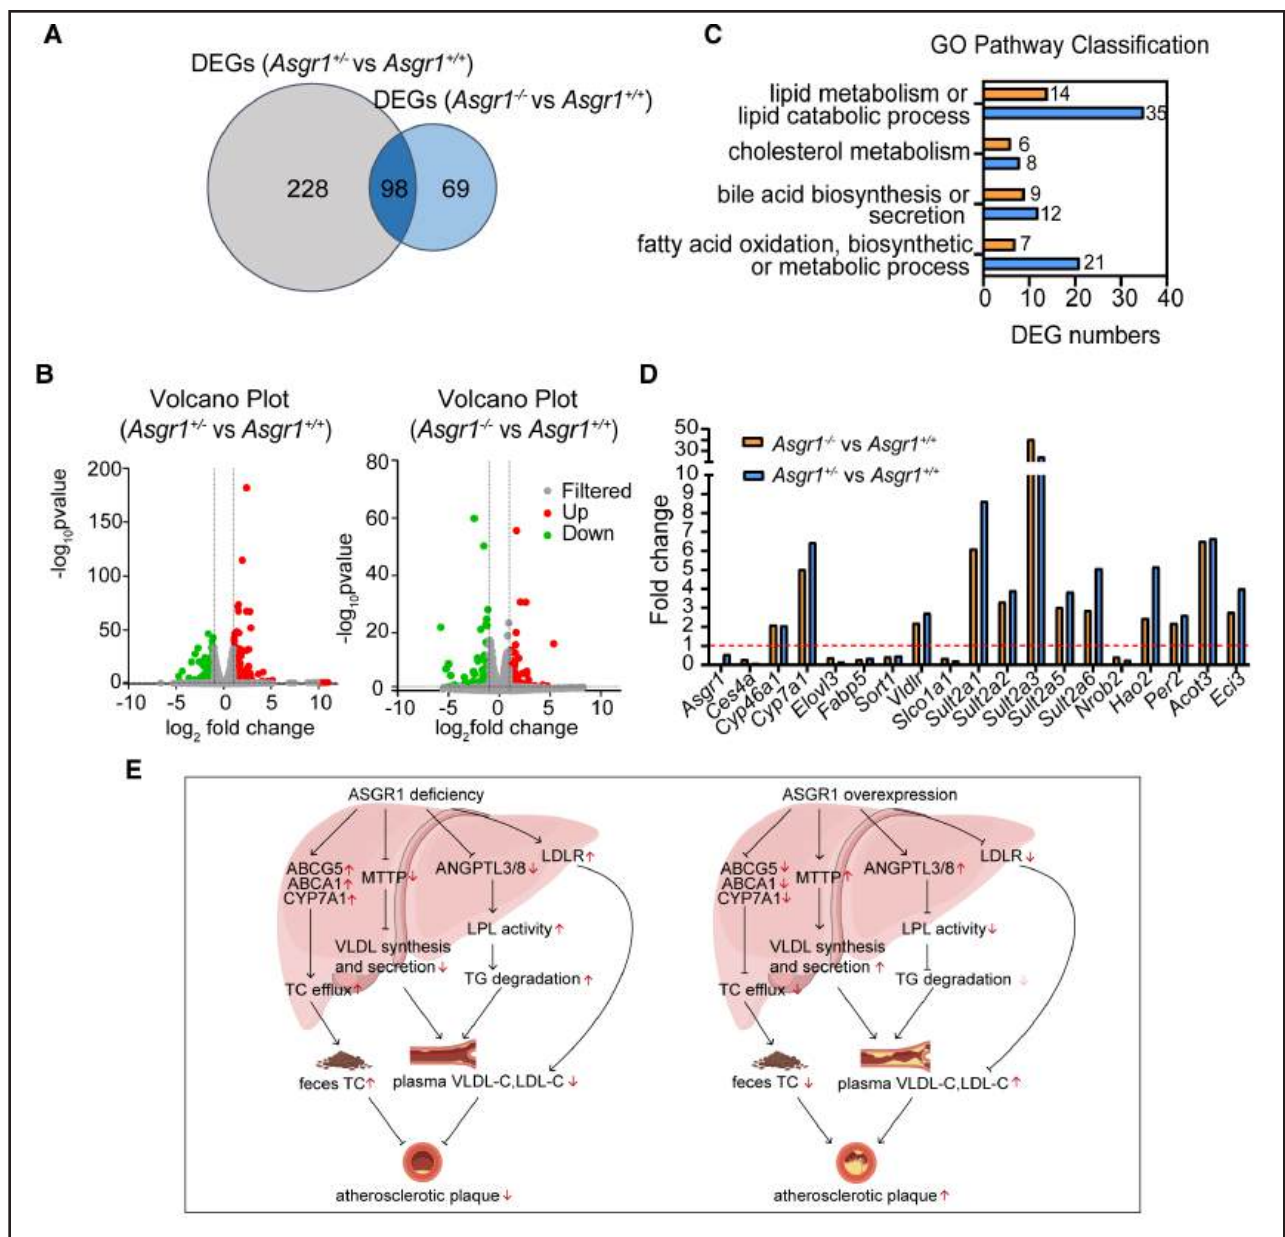 A
DEGs (Asgr1+/- vs Asgr1+/+)
DEGs (Asgr1-/- vs Asgr1+/+)
228
98
69
C
GO Pathway Classification
lipid metabolism or
lipid catabolic process
cholesterol metabolism
bile acid biosynthesis or
secretion
fatty acid oxidation, biosynthetic
or metabolic process
14
35
6
8
9
12
7
21
0 10 20 30 40
DEG numbers
B
Volcano Plot
(Asgr1+/- vs Asgr1+/+)
-log10pvalue
200
150
100
50
0
-10 -5 0 5 10
log2 fold change
Volcano Plot
(Asgr1-/- vs Asgr1+/+)
-log10pvalue
80
60
40
20
0
-10 -5 0 5 10
log2fold change
Filtered
Up
Down
D
Asgr1-/- vs Asgr1+/+
Asgr1+/- vs Asgr1+/+
Fold change
50
40
30
10
8
6
4
2
1
0
Asgr1 Ces4a Cyp46a1 Cyp7a1 Elovl3 Fabp5 Sort1 Vldlr Slco1a1 Sult2a1 Sult2a2 Sult2a3 Sult2a5 Sult2a6 Nrob2 Hao2 Per2 Acot3 Eci3
E
ASGR1 deficiency
ABCG5↑
ABCA1↑
CYP7A1↑
MTTP↓
ANGPTL3/8↓
LDLR↑
LPL activity↑
VLDL synthesis
and secretion↓
TG degradation↑
TC efflux↑
feces TC↑
plasma VLDL-C,LDL-C↓
atherosclerotic plaque↓
ASGR1 overexpression
ABCG5↓
ABCA1↓
CYP7A1↓
MTTP↑
ANGPTL3/8↑
LDLR↓
LPL activity↓
VLDL synthesis
and secretion↑
TG degradation↓
TC efflux↓
feces TC↓
plasma VLDL-C,LDL-C↑
atherosclerotic plaque↑